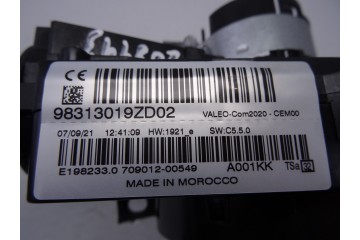 CE
98313019ZD02
VALEO-Com2020 - CEM00
07/09/21 12:41:09 HW:1921_e SW:C5.5.0
E198233.0 709012-00549 A001KK TSa
MADE IN MOROCCO